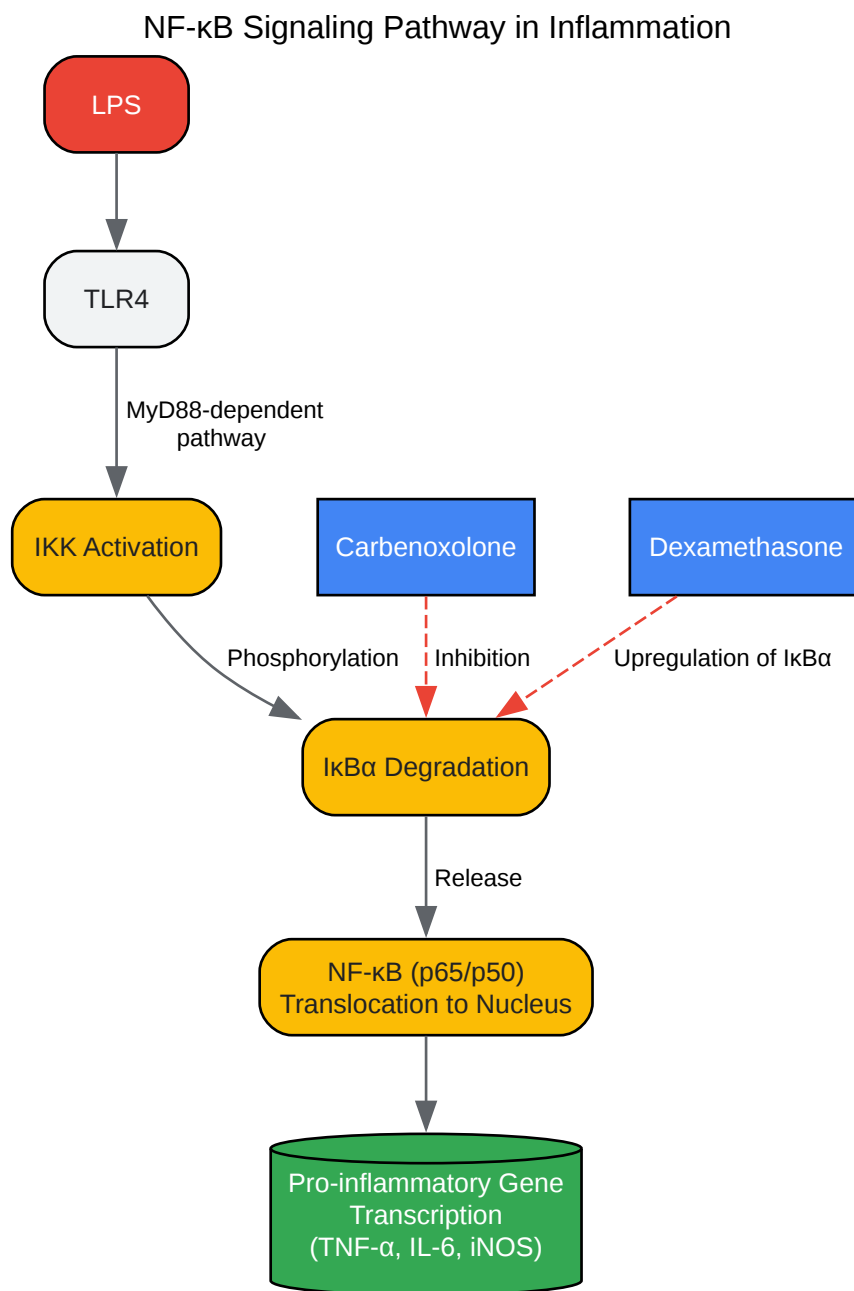 NF-κB Signaling Pathway in Inflammation
LPS
TLR4
MyD88-dependent
pathway
IKK Activation
Carbenoxolone
Dexamethasone
Phosphorylation
Inhibition
Upregulation of IκBα
IκBα Degradation
Release
NF-κB (p65/p50)
Translocation to Nucleus
Pro-inflammatory Gene
Transcription
(TNF-α, IL-6, iNOS)